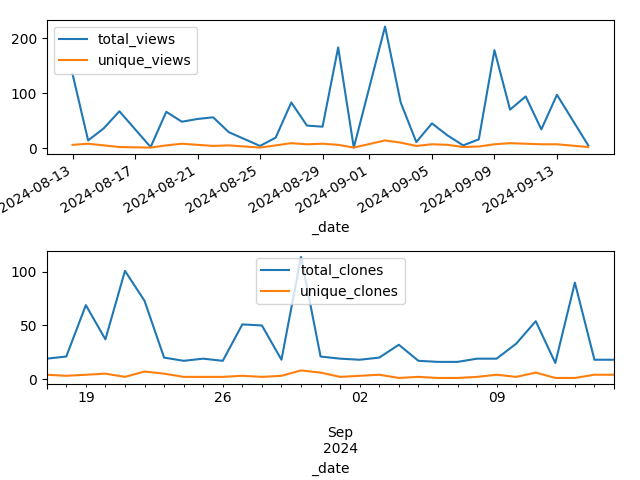 200
100
0
total_views
unique_views
2024-08-13
2024-08-17
2024-08-21
2024-08-25
2024-08-29
2024-09-01
2024-09-05
2024-09-09
2024-09-13
_date
100
50
0
total_clones
unique_clones
19
26
02
09
Sep
2024
_date